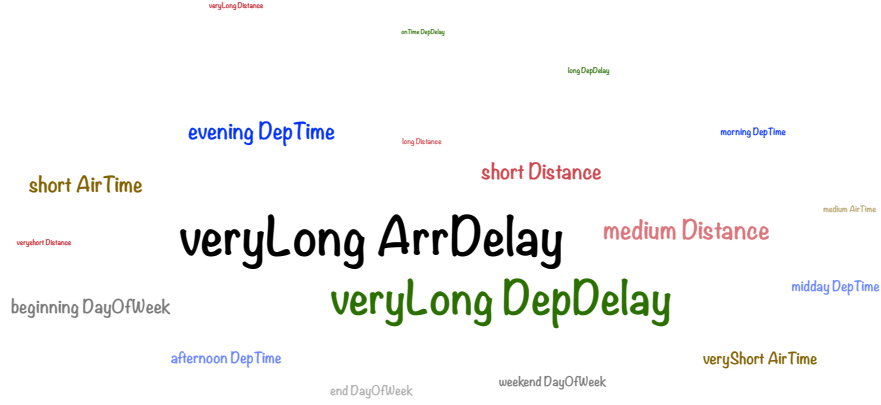 veryLong Distance
onTime DepDelay
long DepDelay
evening DepTime
morning DepTime
long Distance
short Distance
short AirTime
medium AirTime
medium Distance
veryLong ArrDelay
veryshort Distance
midday DepTime
veryLong DepDelay
beginning DayOfWeek
afternoon DepTime
veryShort AirTime
weekend DayOfWeek
end DayOfWeek